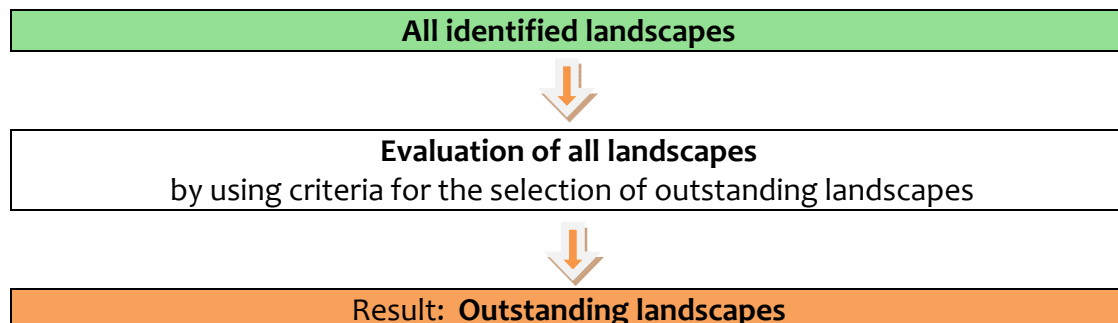 All identified landscapes
Evaluation of all landscapes
by using criteria for the selection of outstanding landscapes
Result: Outstanding landscapes